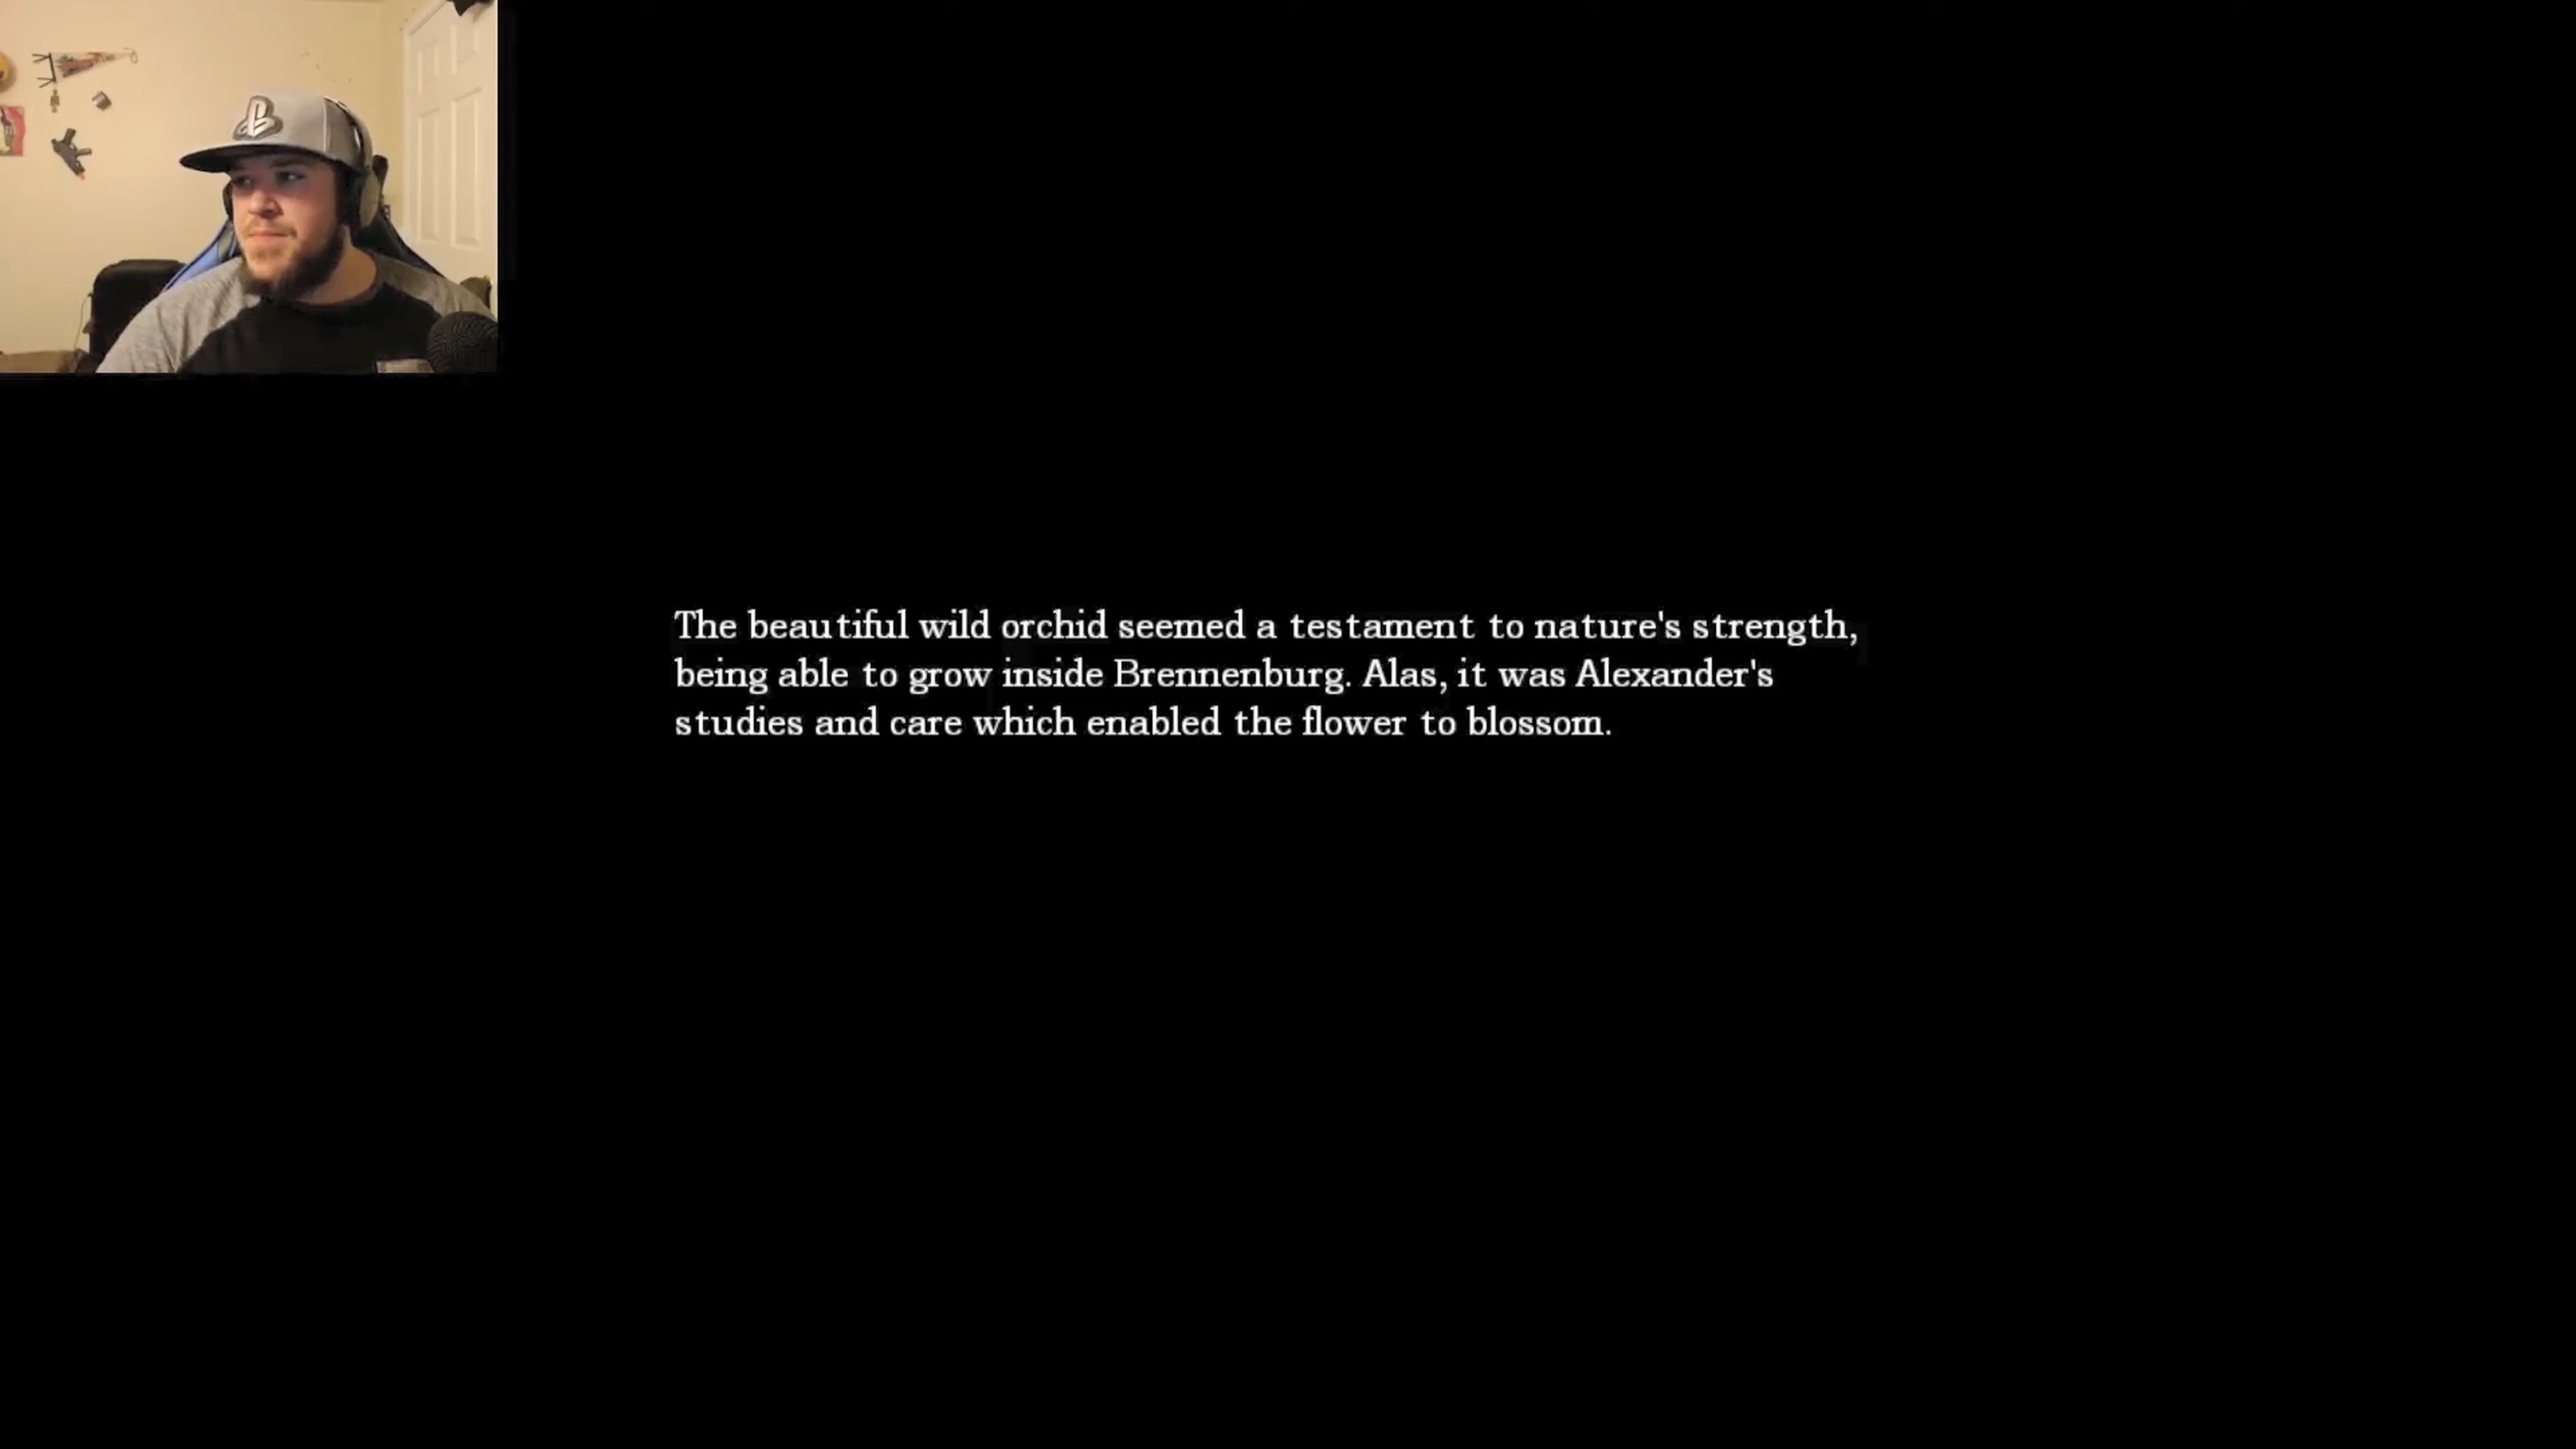 The beautiful wild orchid seemed a testament to nature's strength,
being able to grow inside Brennenburg. Alas, it was Alexander's
studies and care which enabled the flower to blossom.